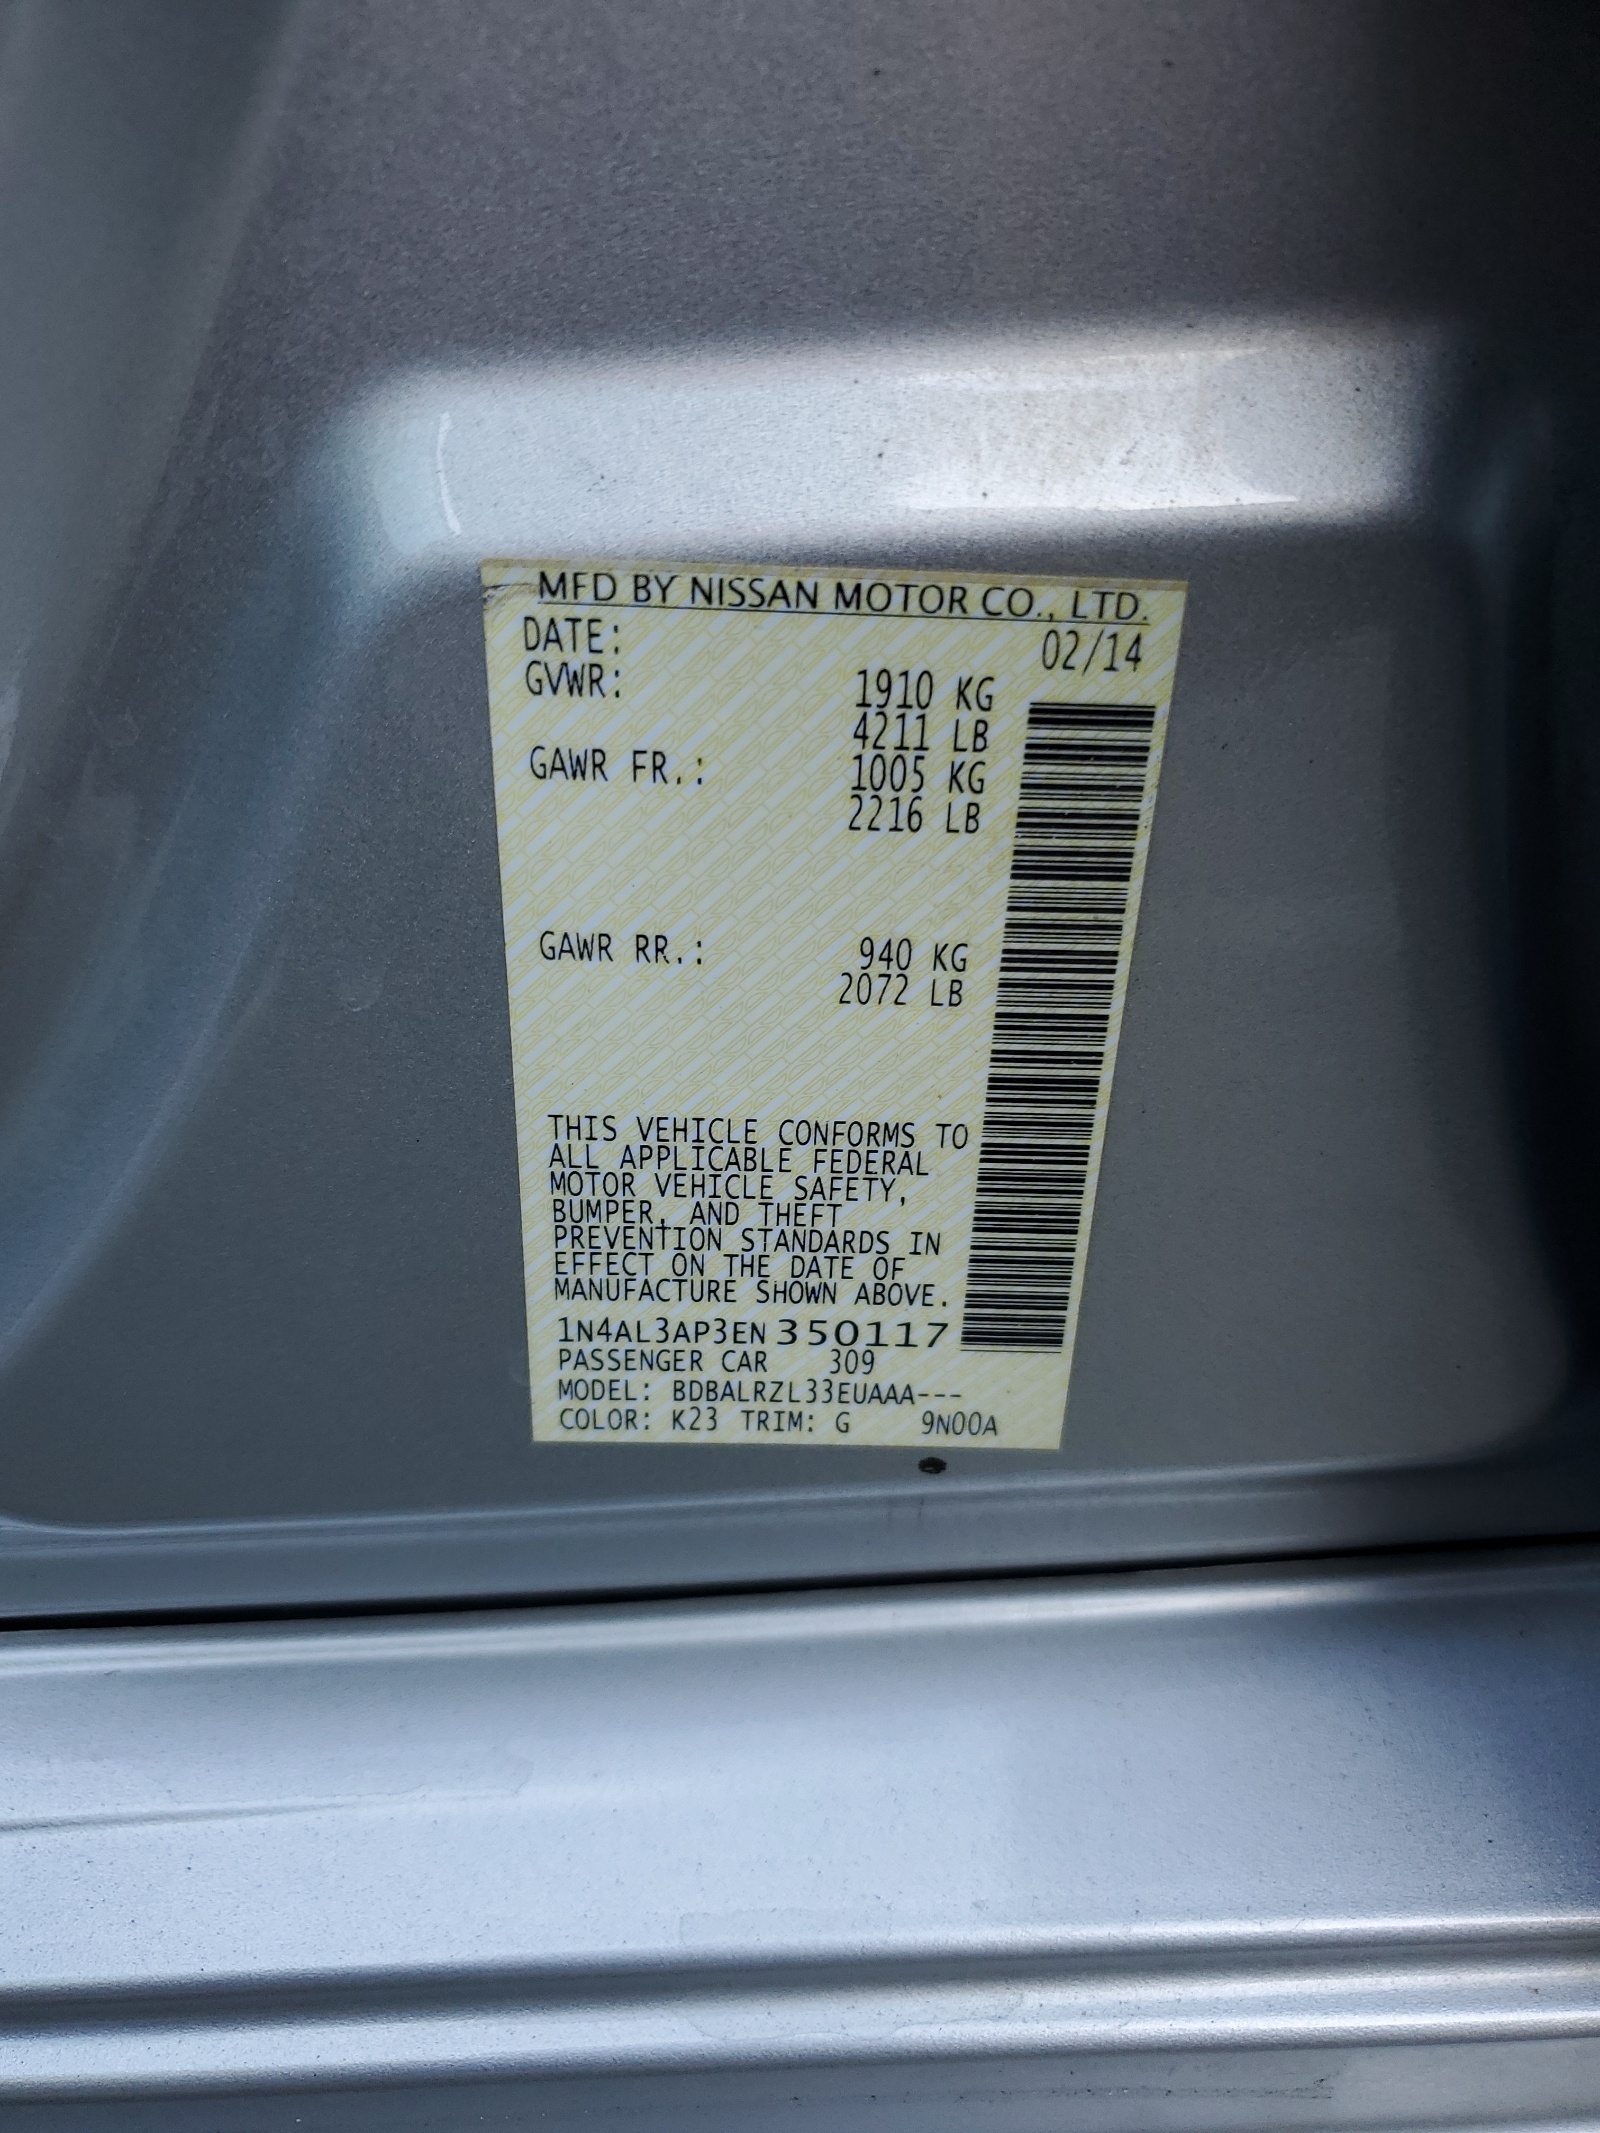 MFD BY NISSAN MOTOR CO., LTD.
DATE: 02/14
GVWR: 1910 KG
4211 LB
GAWR FR.: 1005 KG
2216 LB
GAWR RR.: 940 KG
2072 LB
THIS VEHICLE CONFORMS TO
ALL APPLICABLE FEDERAL
MOTOR VEHICLE SAFETY,
BUMPER, AND THEFT
PREVENTION STANDARDS IN
EFFECT ON THE DATE OF
MANUFACTURE SHOWN ABOVE.
1N4AL3AP3EN350117
PASSENGER CAR 309
MODEL: BDBALRZL33EUAAA---
COLOR: K23 TRIM: G 9N00A